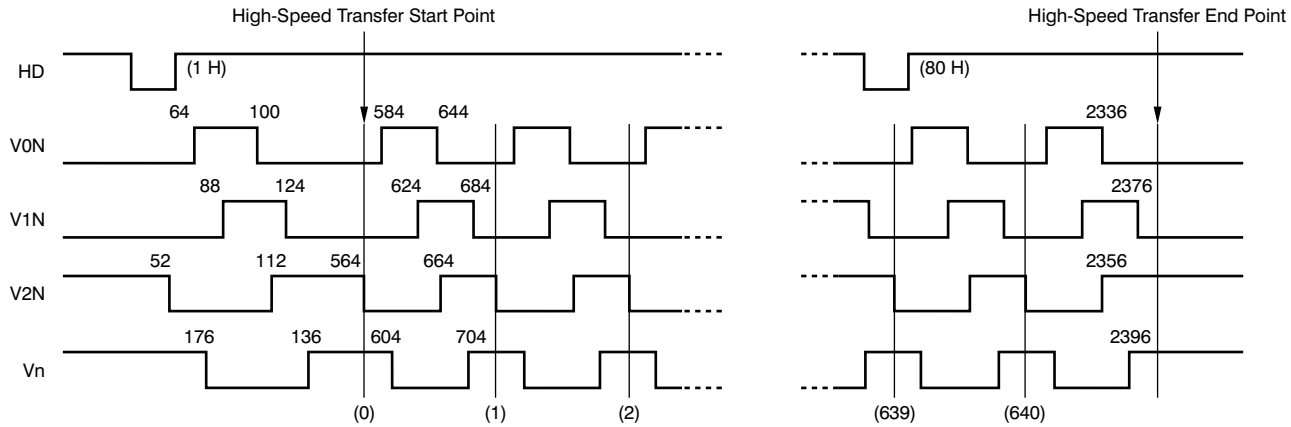 High-Speed Transfer Start Point High-Speed Transfer End Point
HD (1 H) (80 H)
64 100 584 644 2336
V0N
88 124 624 684 2376
V1N
52 112 564 664 2356
V2N
176 136 604 704 2396
Vn
(0) (1) (2) (639) (640)